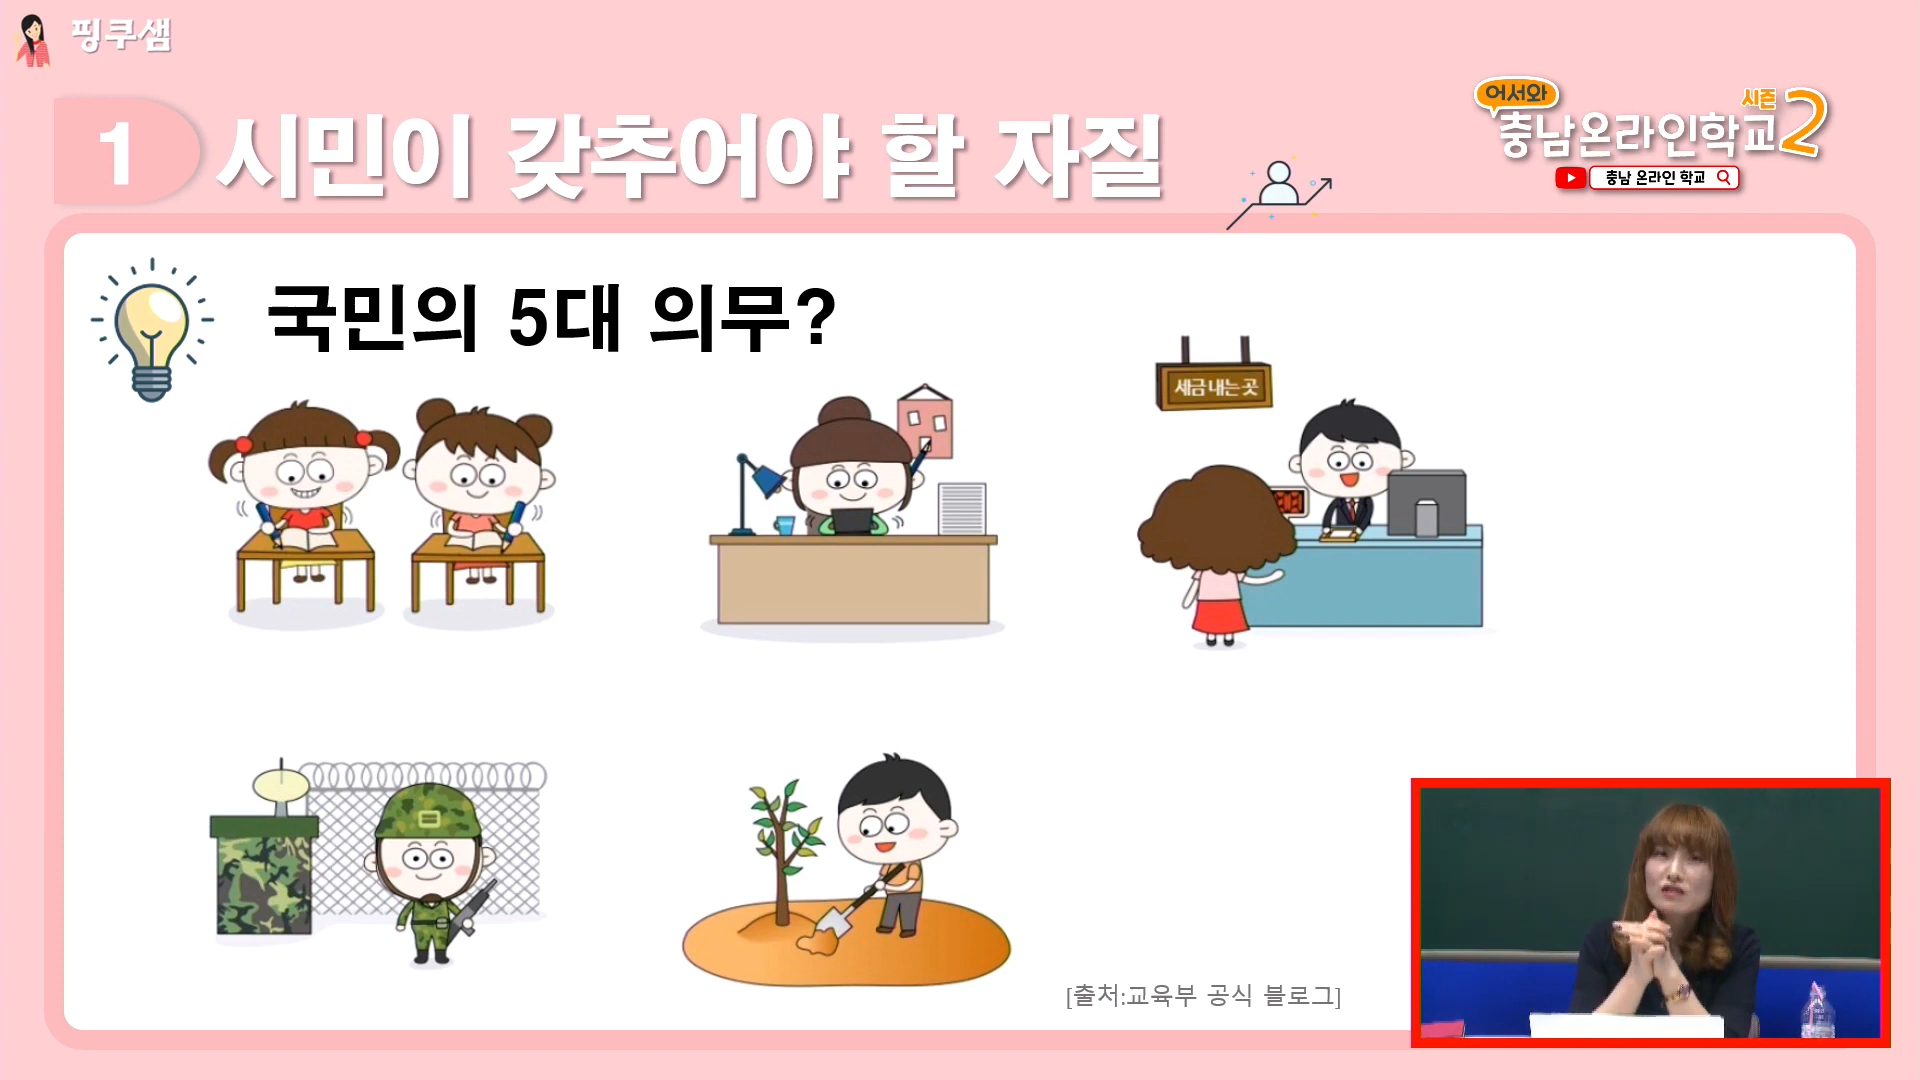 핑쿠샘
1 시민이 갖추어야 할 자질
어서와
시즌2
충남온라인학교
충남 온라인 학교
국민의 5대 의무?
세금 내는 곳
[출처:교육부 공식 블로그]